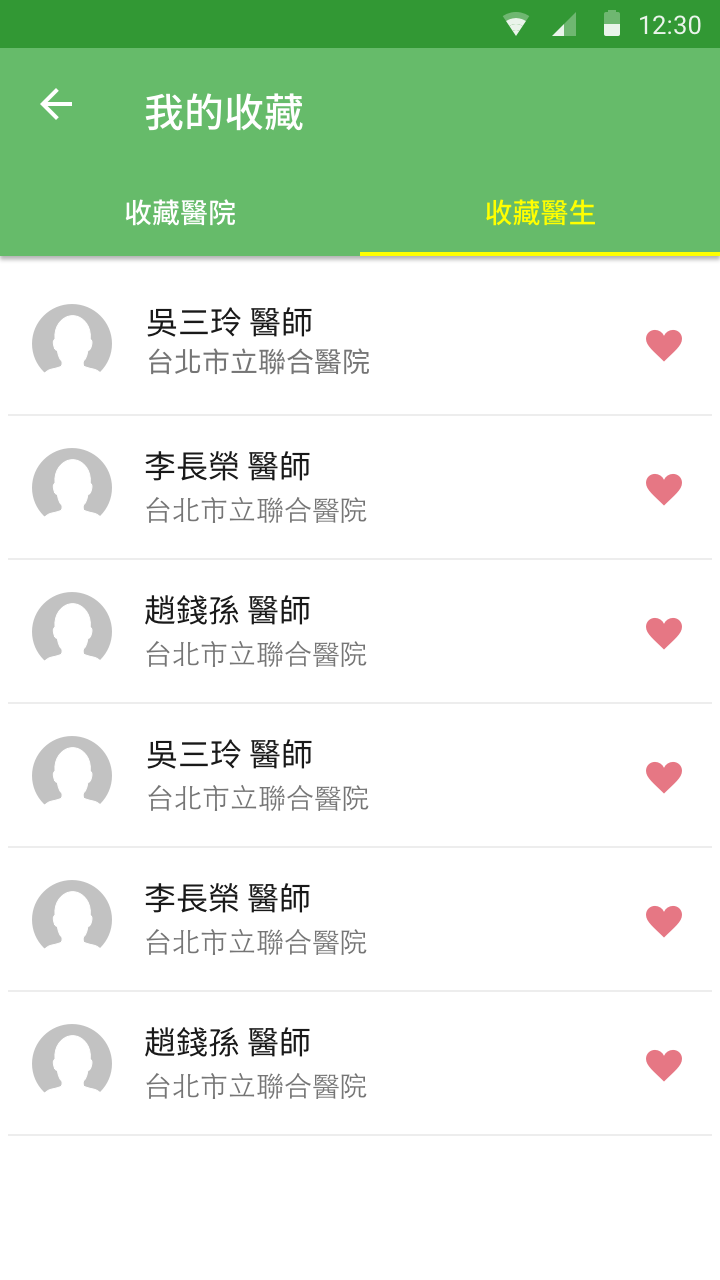 12:30
我的收藏
收藏醫院
收藏醫生
吳三玲 醫師
台北市立聯合醫院
李長榮 醫師
台北市立聯合醫院
趙錢孫 醫師
台北市立聯合醫院
吳三玲 醫師
台北市立聯合醫院
李長榮 醫師
台北市立聯合醫院
趙錢孫 醫師
台北市立聯合醫院